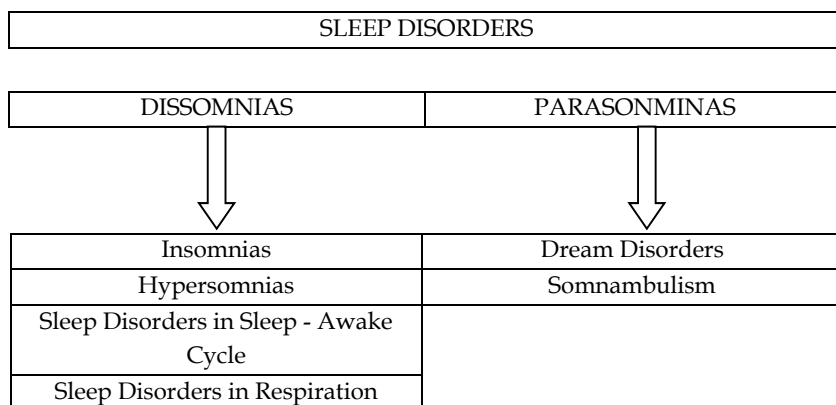 SLEEP DISORDERS
DISSOMNIAS
PARASONMINAS
Insomnias
Dream Disorders
Hypersomnias
Somnambulism
Sleep Disorders in Sleep - Awake
Cycle
Sleep Disorders in Respiration